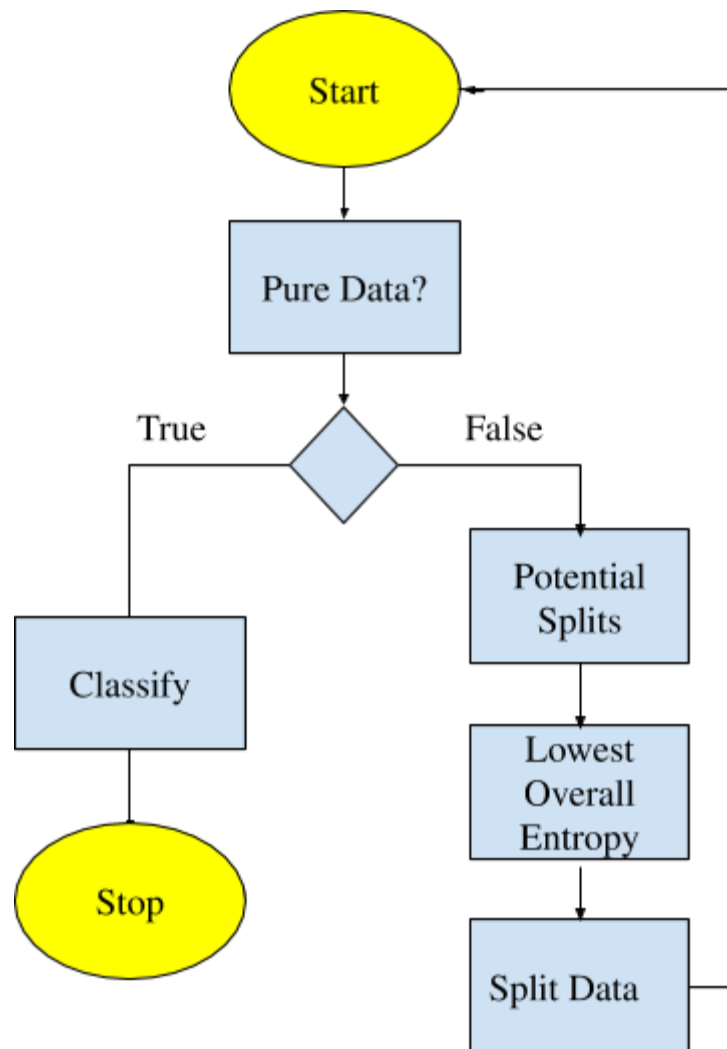 Start
Pure Data?
True
False
Potential
Splits
Classify
Lowest
Overall
Entropy
Stop
Split Data